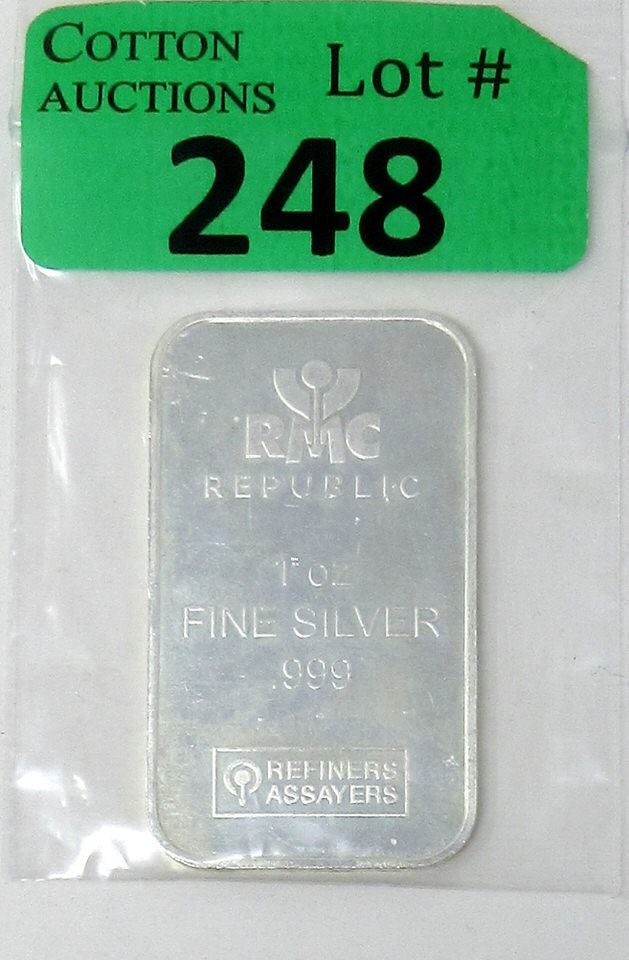 COTTON
AUCTIONS
Lot #
248
RMC
REPUBLIC
1 oz
FINE SILVER
.999
REFINERS
ASSAYERS